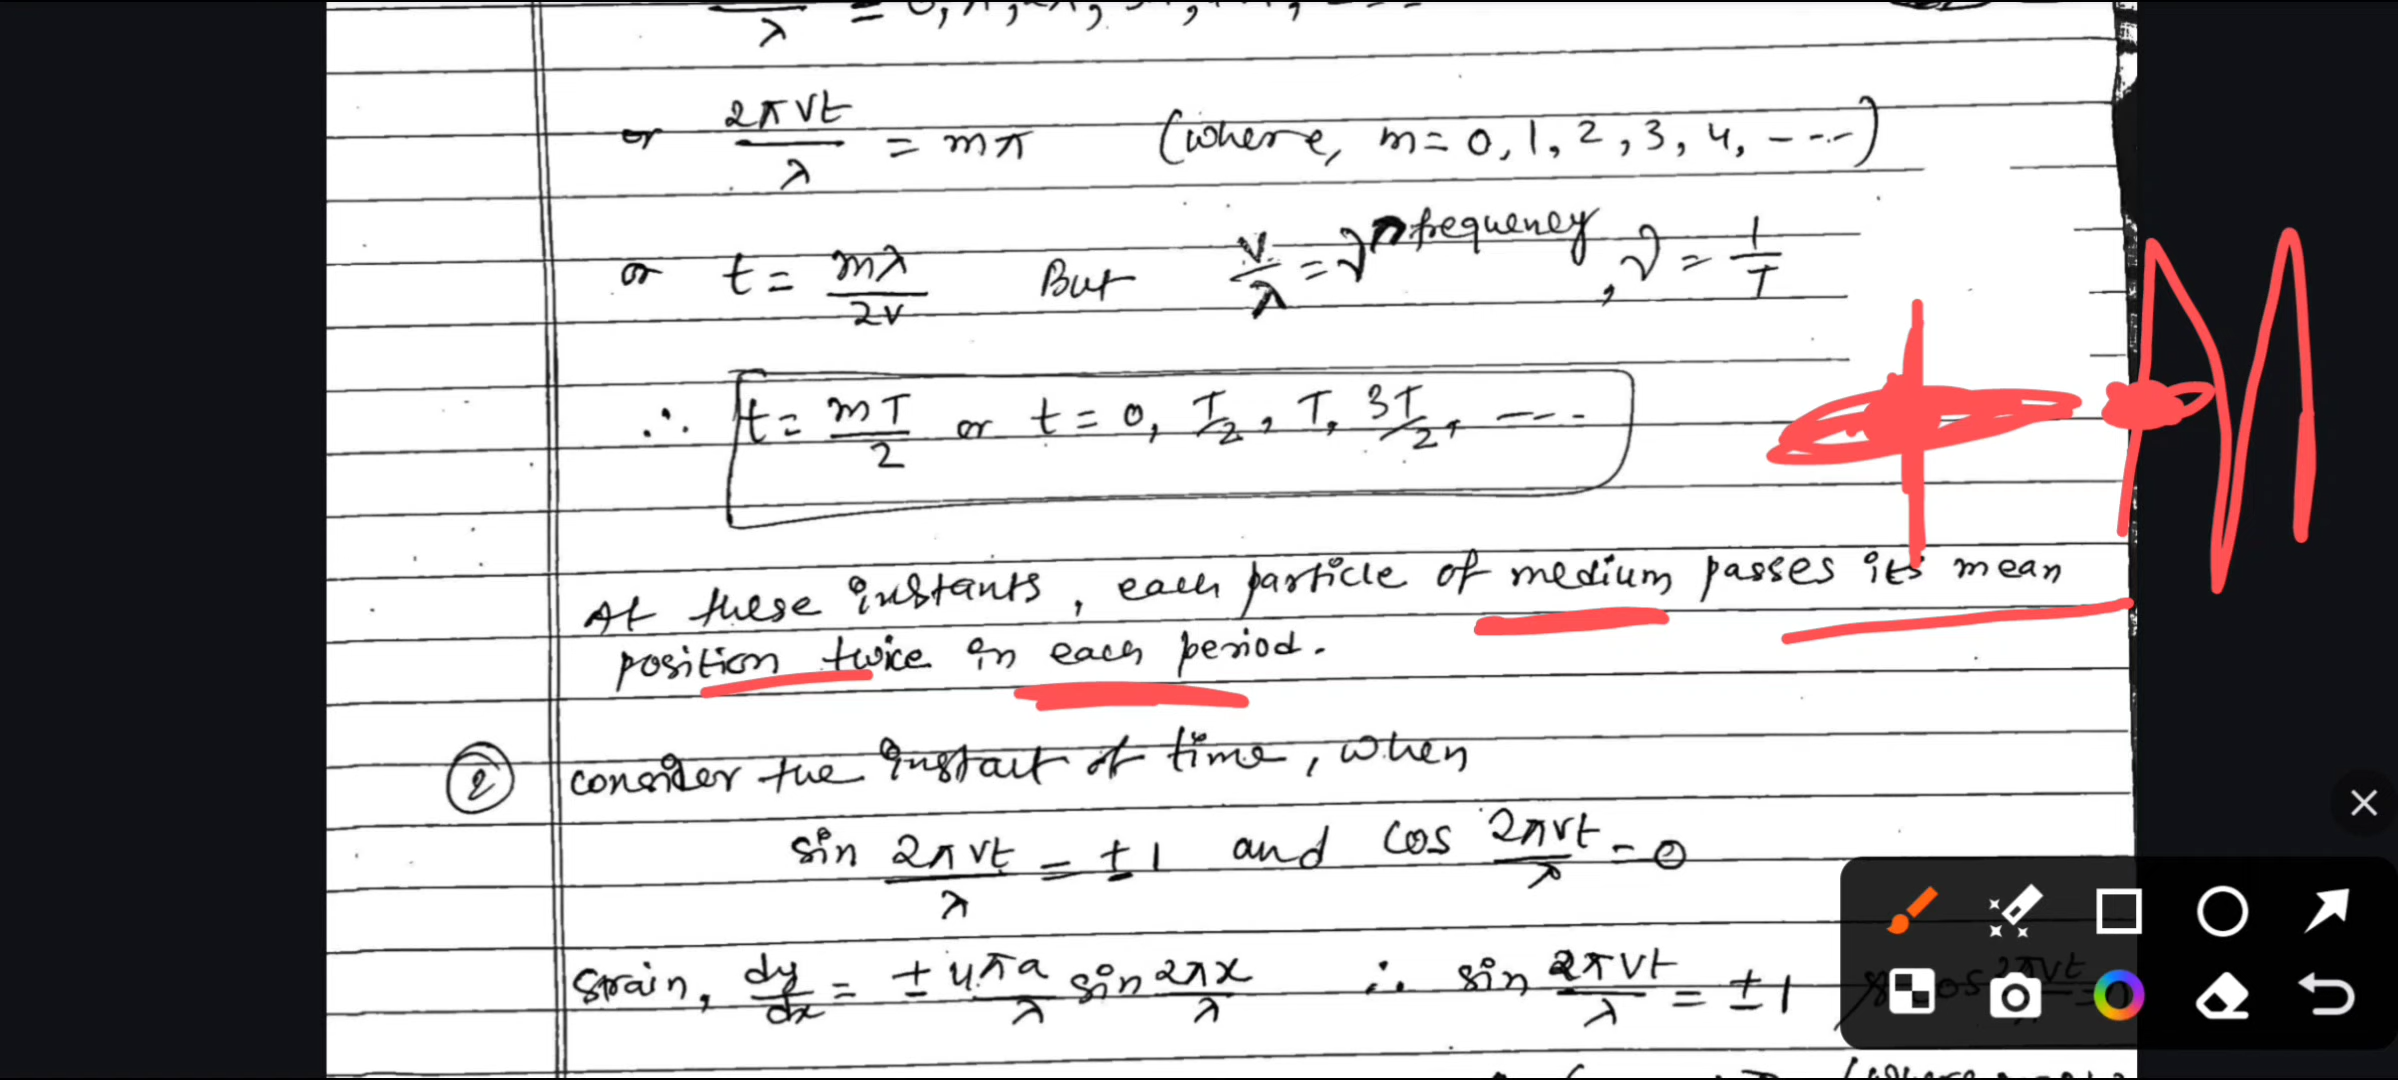 or 2πvt/λ = mπ (where, m = 0, 1, 2, 3, 4, ----)
or t = mλ/2v But v/λ = ν n frequency, ν = 1/T
∴ t = mT/2 or t = 0, T/2, T, 3T/2, ----
At these instants, each particle of medium passes its mean
position twice in each period.
② consider the instant of time, when
sin 2πvt/λ = ±1 and cos 2πvt/λ = 0
Strain, dy/dx = ± 4πa/λ sin 2πx/λ ∴ sin 2πvt/λ = ±1